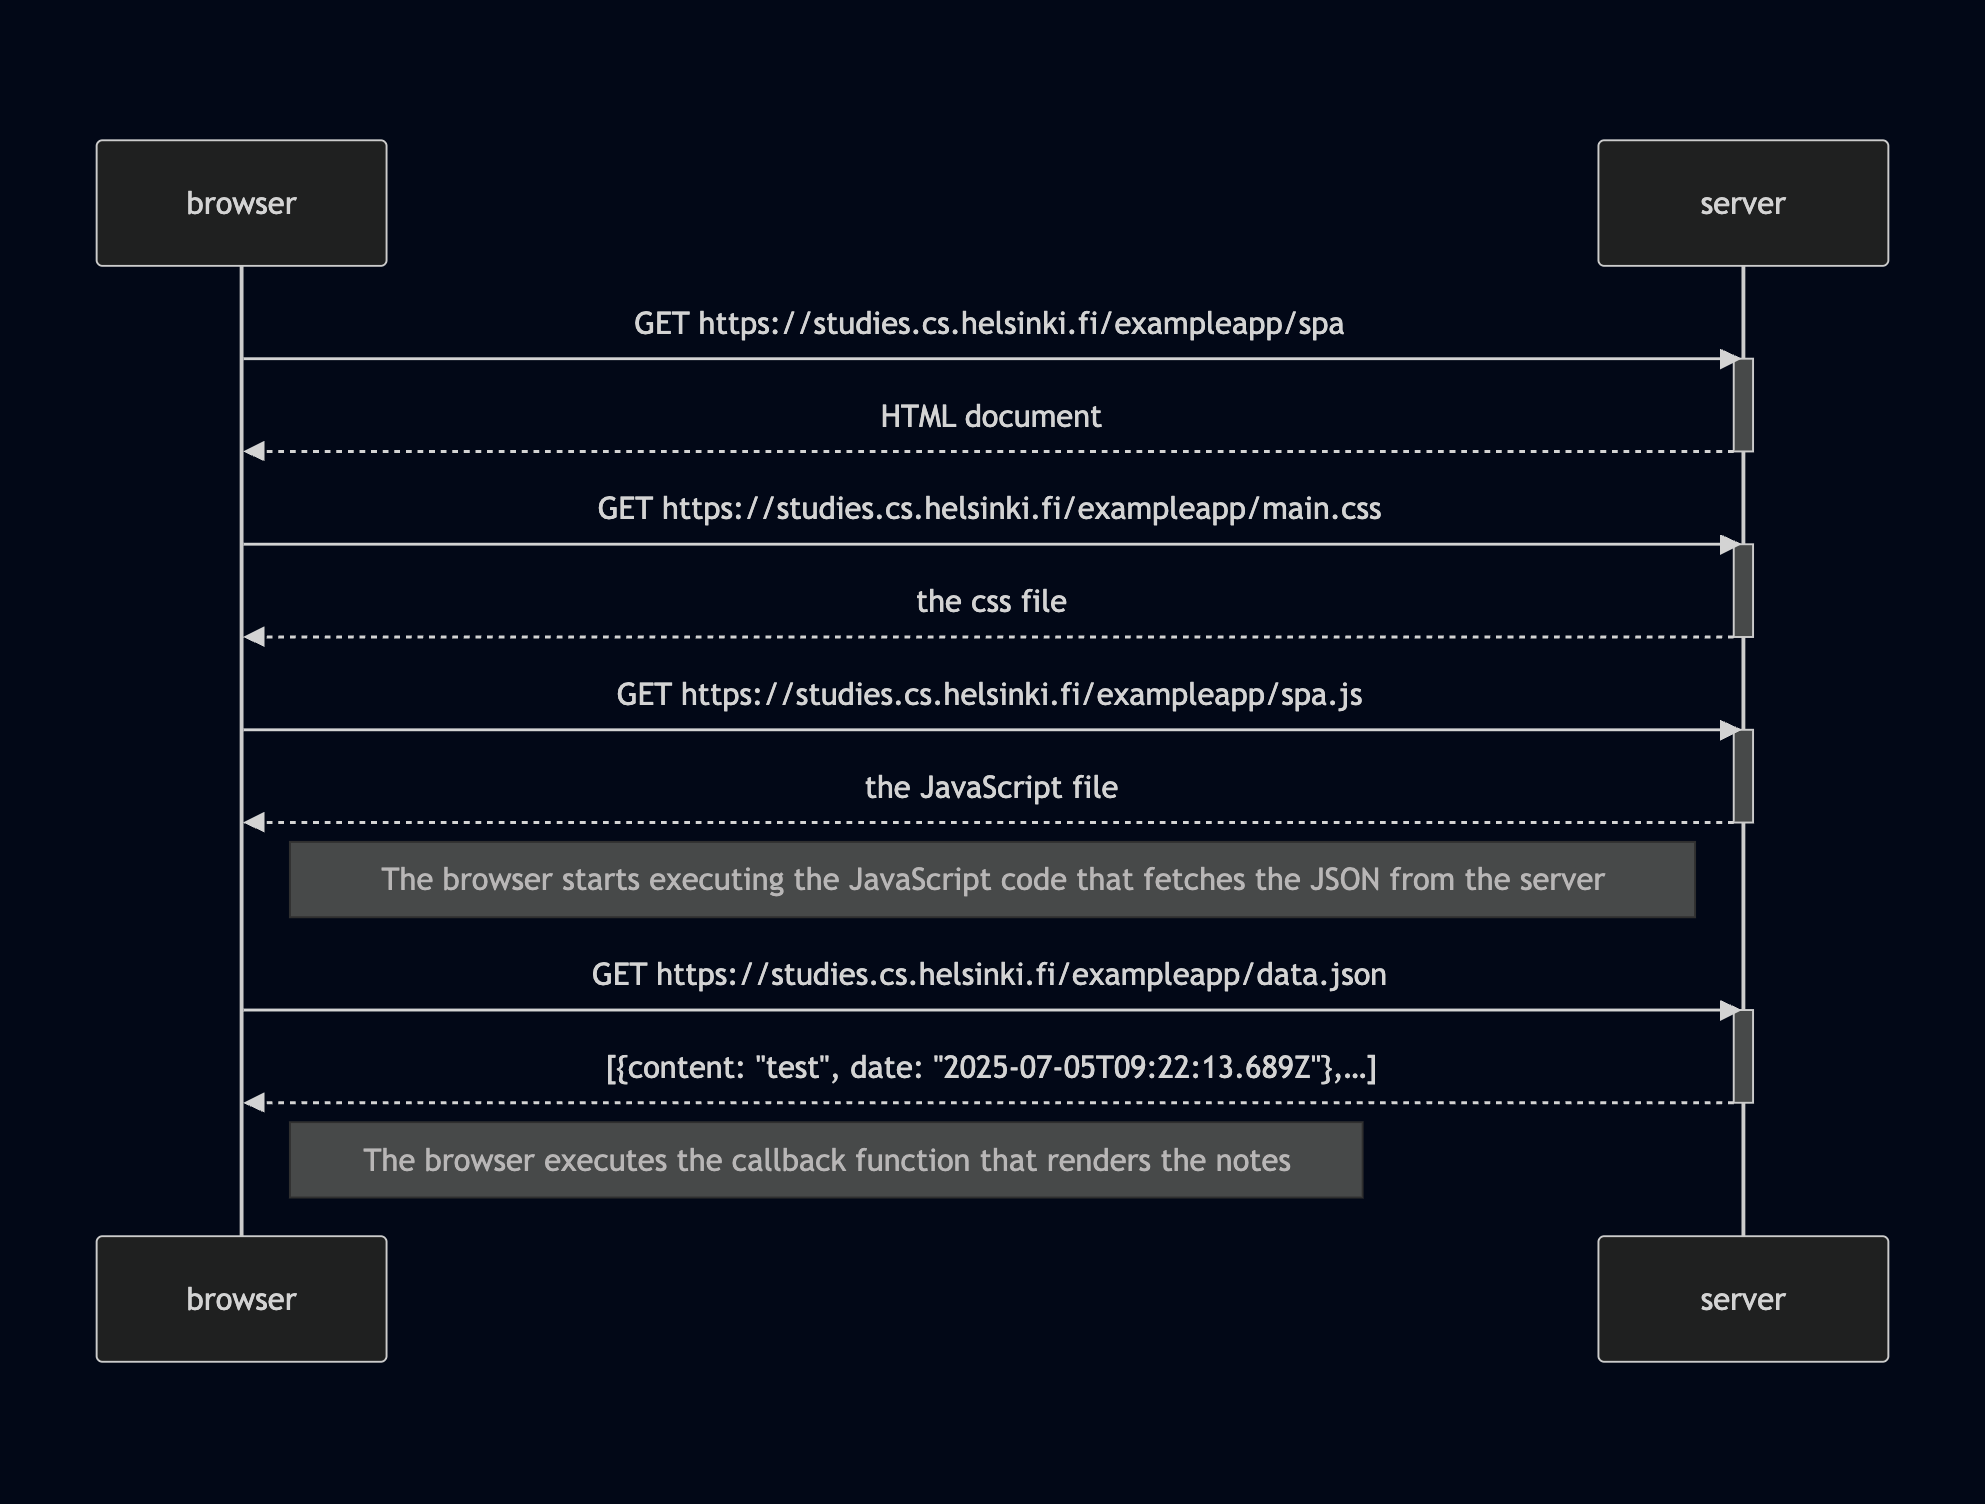 browser
server
GET https://studies.cs.helsinki.fi/exampleapp/spa
HTML document
GET https://studies.cs.helsinki.fi/exampleapp/main.css
the css file
GET https://studies.cs.helsinki.fi/exampleapp/spa.js
the JavaScript file
The browser starts executing the JavaScript code that fetches the JSON from the server
GET https://studies.cs.helsinki.fi/exampleapp/data.json
[{content: "test", date: "2025-07-05T09:22:13.689Z"},...]
The browser executes the callback function that renders the notes
browser
server